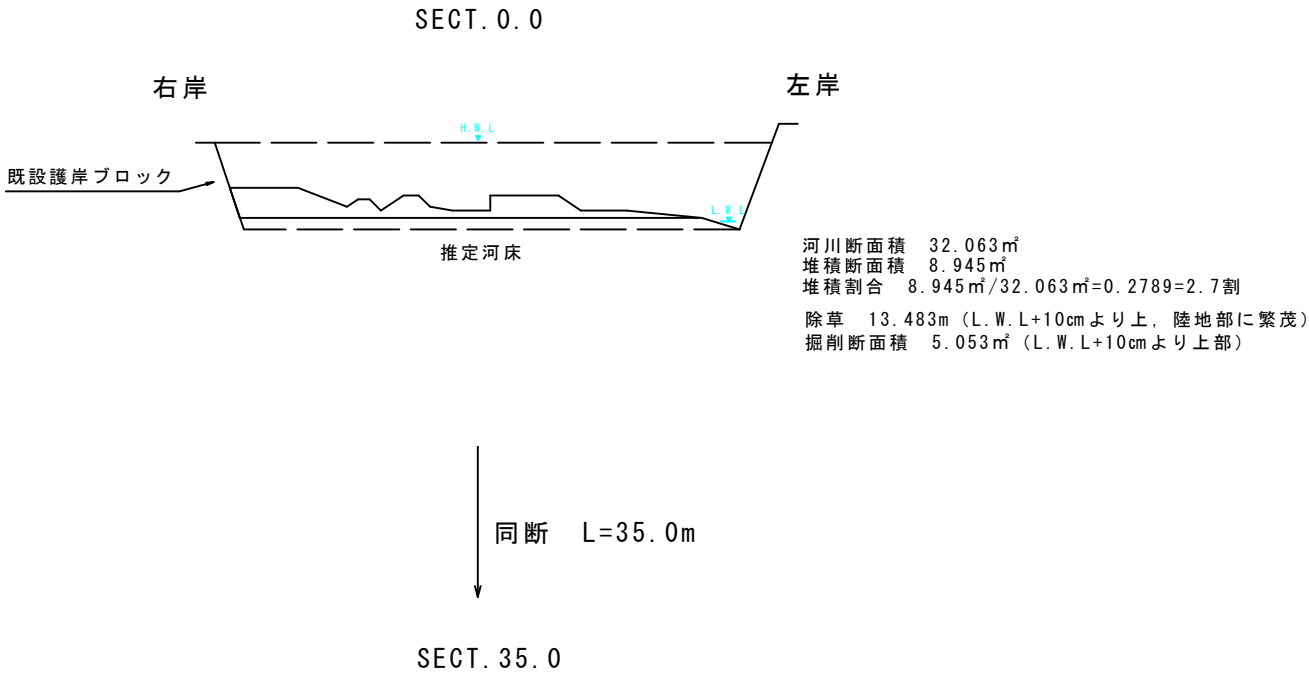 SECT.0.0
右岸
左岸
H.W.L
既設護岸ブロック
L.W.L
推定河床
河川断面積 32.063㎡
堆積断面積 8.945㎡
堆積割合 8.945㎡/32.063㎡=0.2789=2.7割
除草 13.483m（L.W.L+10㎝より上，陸地部に繁茂）
掘削断面積 5.053㎡（L.W.L+10㎝より上部）
同断 L=35.0m
SECT.35.0